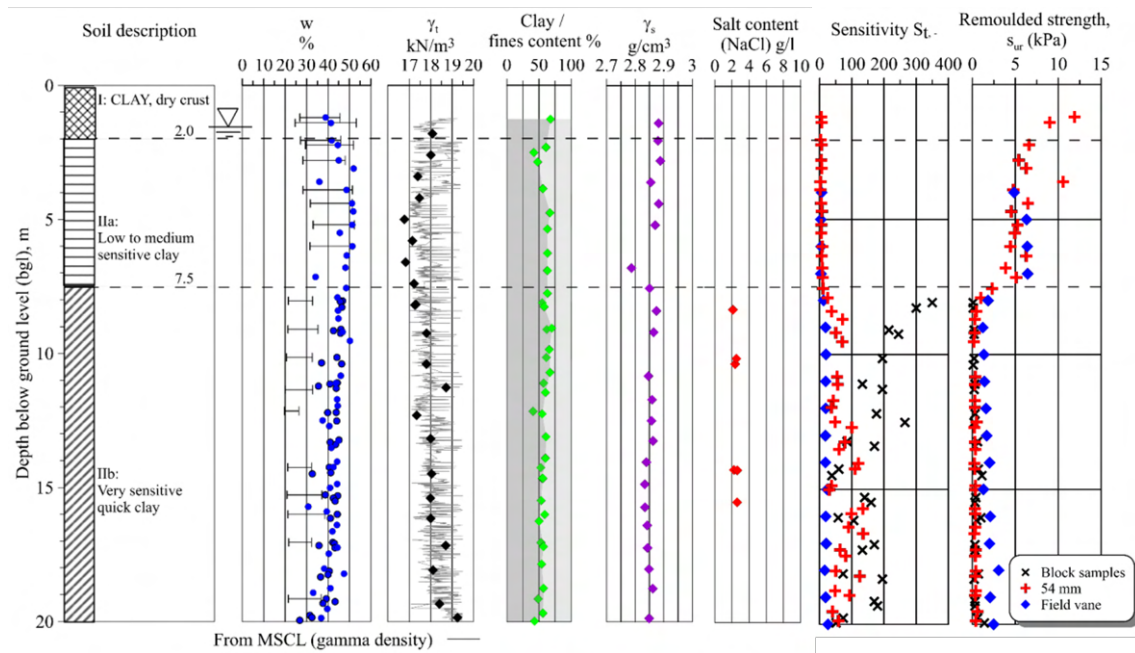 Soil description
w
%
γt
kN/m³
Clay /
fines content %
γs
g/cm³
Salt content
(NaCl) g/l
Sensitivity St.-
Remoulded strength,
sur (kPa)
0 10 20 30 40 50 60
17 18 19 20
0 50 100
2.7 2.8 2.9 3
0 2 4 6 8 10
0 100 200 300 400
0 5 10 15
Depth below ground level (bgl), m
0
5
10
15
20
I: CLAY, dry crust
2.0
IIa:
Low to medium
sensitive clay
7.5
IIb:
Very sensitive
quick clay
From MSCL (gamma density)
Block samples
54 mm
Field vane